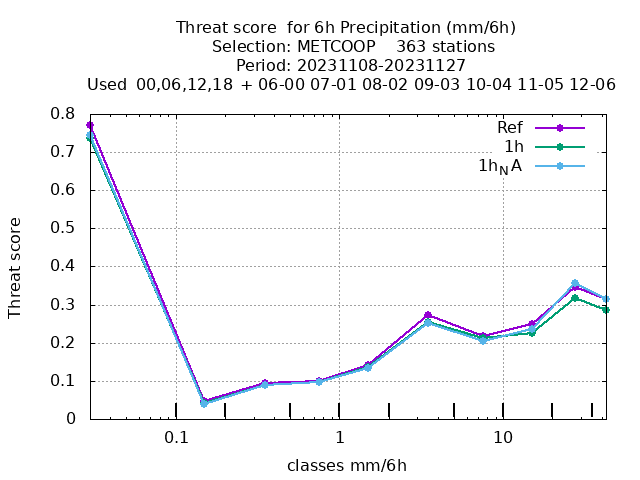 Threat score  for 6h Precipitation (mm/6h)
Selection: METCOOP    363 stations
Period: 20231108-20231127
Used  00,06,12,18  + 06-00 07-01 08-02 09-03 10-04 11-05 12-06
Ref
1h
1h_NA
Threat score
0.8
0.7
0.6
0.5
0.4
0.3
0.2
0.1
0
0.1 1 10
classes mm/6h